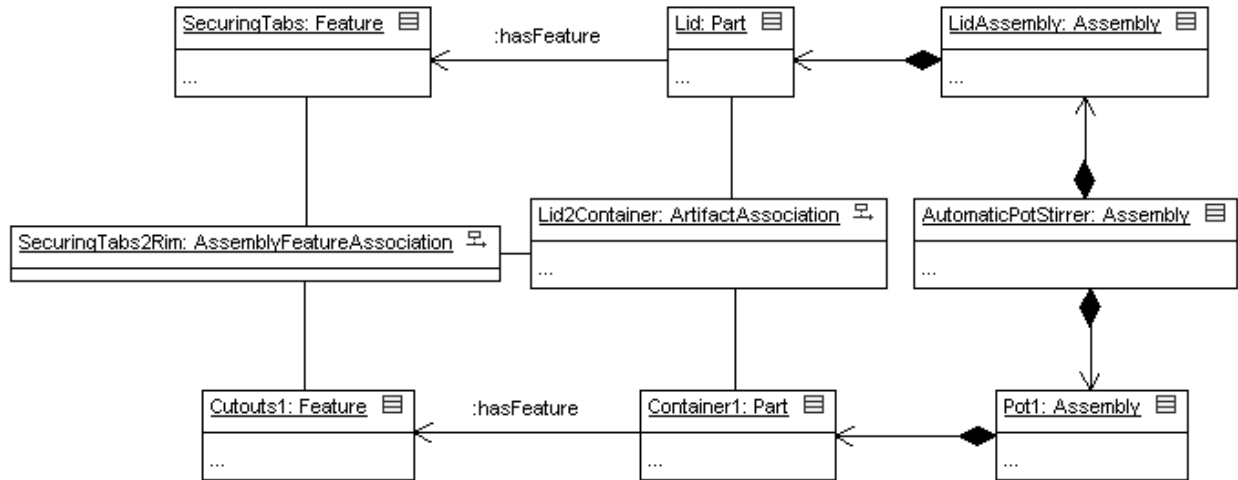 SecuringTabs: Feature
...
:hasFeature
Lid: Part
...
LidAssembly: Assembly
...
SecuringTabs2Rim: AssemblyFeatureAssociation
Lid2Container: ArtifactAssociation
...
AutomaticPotStirrer: Assembly
...
Cutouts1: Feature
...
:hasFeature
Container1: Part
...
Pot1: Assembly
...